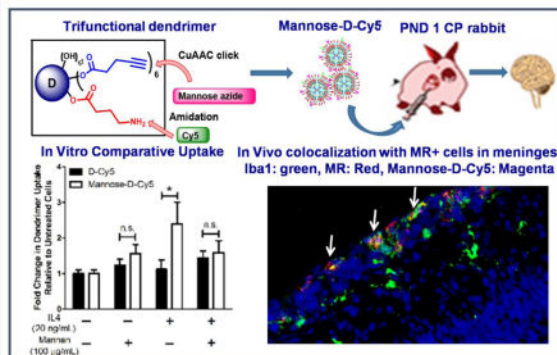 Trifunctional dendrimer
Mannose-D-Cy5
PND 1 CP rabbit
(OH)
O
6
CuAAC click
D
O
Mannose azide
O
O
NH2
Amidation
Cy5
In Vitro Comparative Uptake
In Vivo colocalization with MR+ cells in meninges
Iba1: green, MR: Red, Mannose-D-Cy5: Magenta
D-Cy5
Mannose-D-Cy5
Fold Change in Dendrimer Uptake
Relative to Untreated Cells
4
3
2
1
0
n.s.
*
n.s.
IL4
(20 ng/mL)
− − + +
Mannan
(100 μg/mL)
− + − +